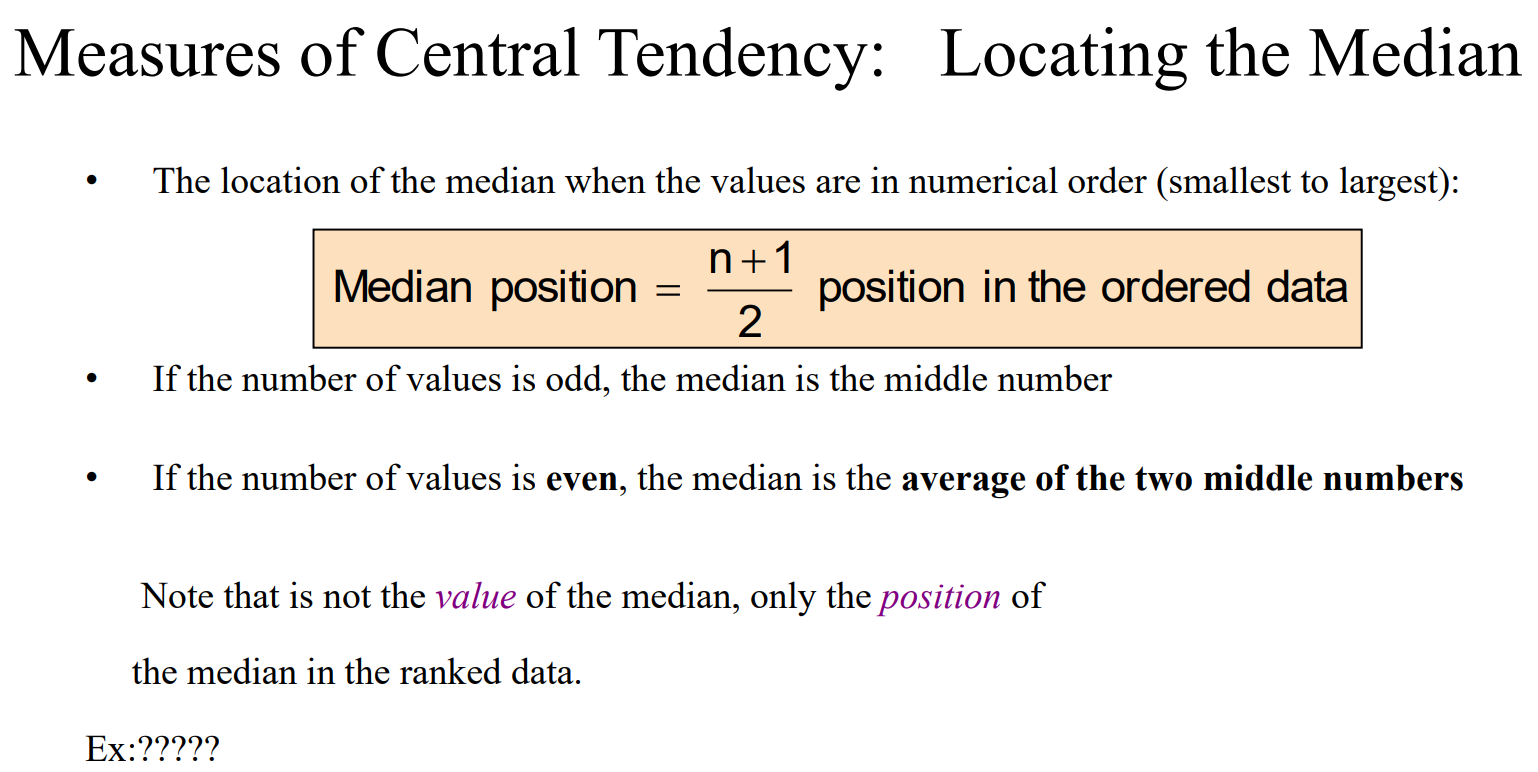 Measures of Central Tendency: Locating the Median
• The location of the median when the values are in numerical order (smallest to largest):
Median position = n+1/2 position in the ordered data
• If the number of values is odd, the median is the middle number
• If the number of values is even, the median is the average of the two middle numbers
Note that is not the value of the median, only the position of
the median in the ranked data.
Ex:?????